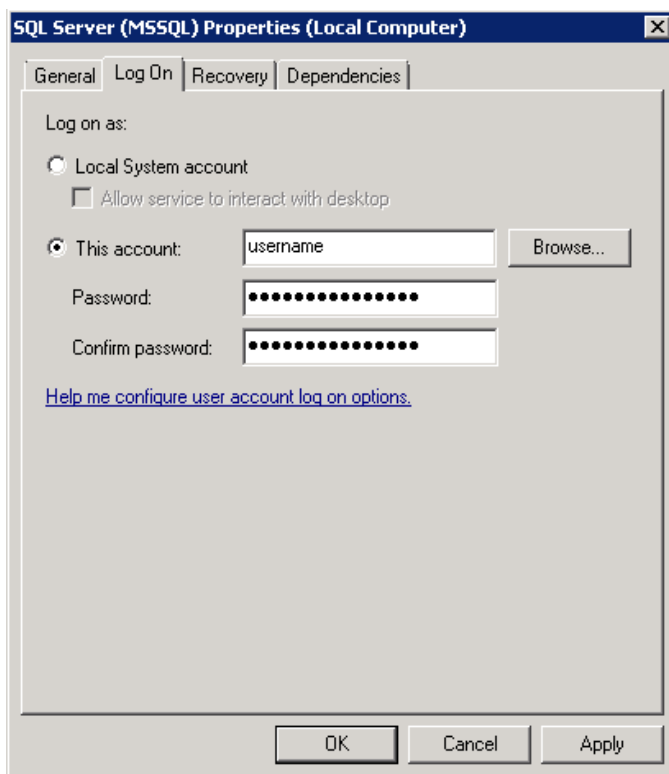 SQL Server (MSSQL) Properties (Local Computer)
General Log On Recovery Dependencies
Log on as:
Local System account
Allow service to interact with desktop
This account: username Browse...
Password: ●●●●●●●●●●●●●●●
Confirm password: ●●●●●●●●●●●●●●●
Help me configure user account log on options.
OK Cancel Apply